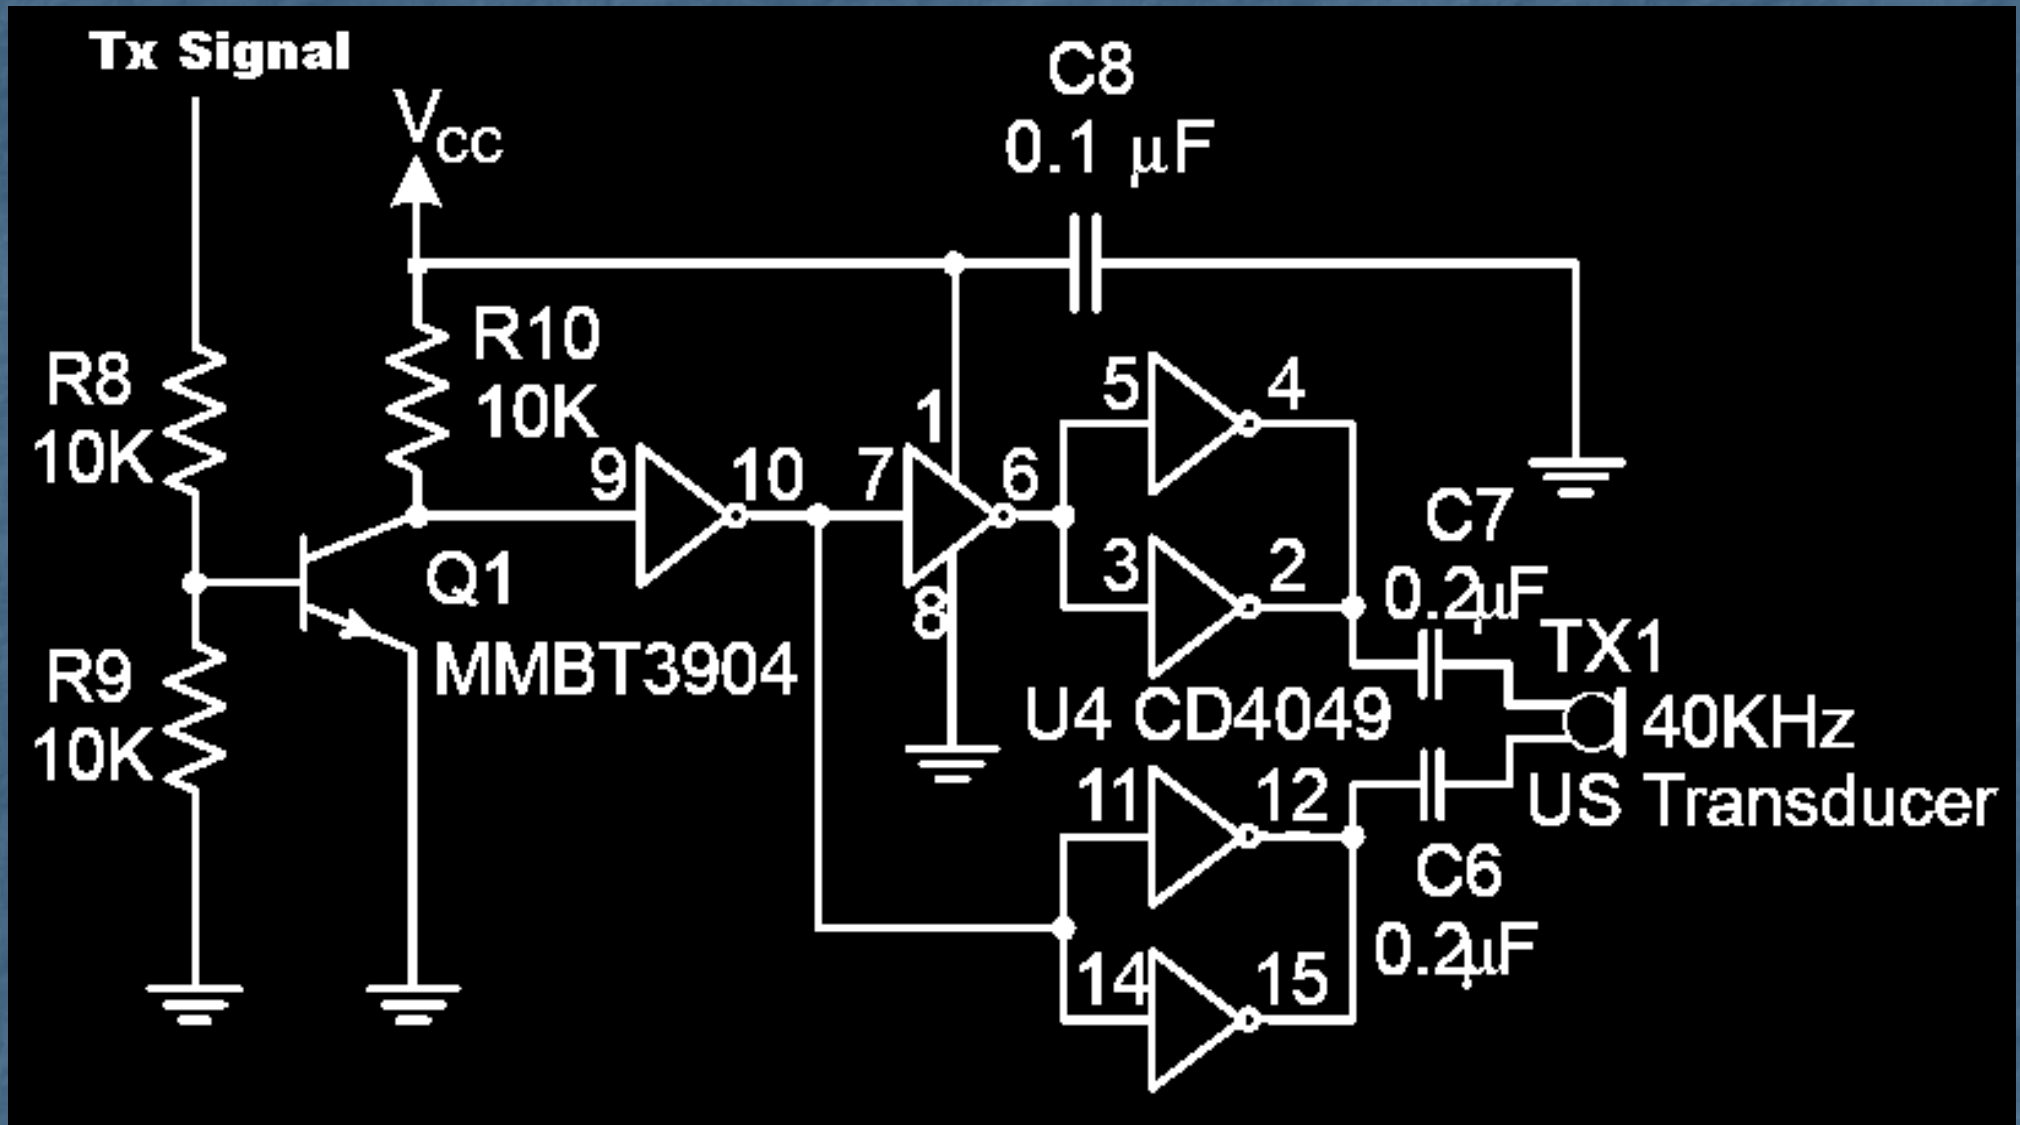 Tx Signal
VCC
C8
0.1 µF
R8
10K
R10
10K
9
10
7
1
6
8
5
4
3
2
Q1
MMBT3904
C7
0.2µF
TX1
40KHz
US Transducer
U4 CD4049
R9
10K
11
12
C6
0.2µF
14
15